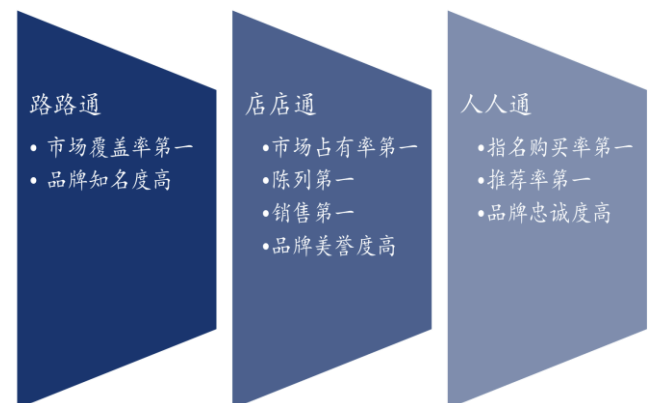 路路通
• 市场覆盖率第一
• 品牌知名度高
店店通
•市场占有率第一
•陈列第一
•销售第一
•品牌美誉度高
人人通
•指名购买率第一
•推荐率第一
•品牌忠诚度高